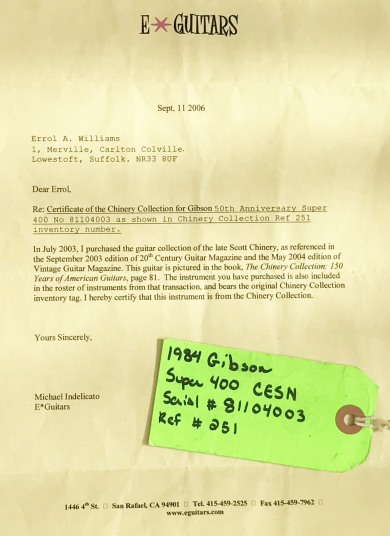 E*GUITARS
Sept, 11 2006
Errol A. Williams
1, Merville, Carlton Colville.
Lowestoft, Suffolk. NR33 8UF
Dear Errol,
Re: Certificate of the Chinery Collection for Gibson 50th Anniversary Super
400 No 81104003 as shown in Chinery Collection Ref 251
inventory number.
In July 2003, I purchased the guitar collection of the late Scott Chinery, as referenced in
the September 2003 edition of 20th Century Guitar Magazine and the May 2004 edition of
Vintage Guitar Magazine. This guitar is pictured in the book, The Chinery Collection: 150
Years of American Guitars, page 81. The instrument you have purchased is also included
in the roster of instruments from that transaction, and bears the original Chinery Collection
inventory tag. I hereby certify that this instrument is from the Chinery Collection.
Yours Sincerely,
Michael Indelicato
E*Guitars
1984 Gibson
Super 400 CESN
Serial # 81104003
Ref # 251
1446 4th St. □ San Rafael, CA 94901 □ Tel. 415-459-2525 □ Fax 415-459-7962 □
www.eguitars.com